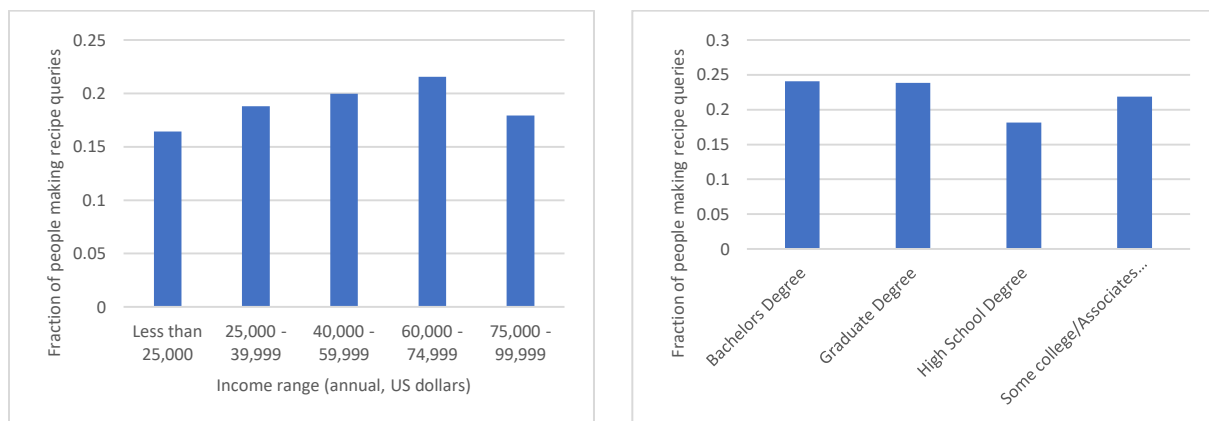 Fraction of people making recipe queries
0.25
0.2
0.15
0.1
0.05
0
Less than
25,000
25,000 -
39,999
40,000 -
59,999
60,000 -
74,999
75,000 -
99,999
Income range (annual, US dollars)
Fraction of people making recipe queries
0.3
0.25
0.2
0.15
0.1
0.05
0
Bachelors Degree
Graduate Degree
High School Degree
Some college/Associates...